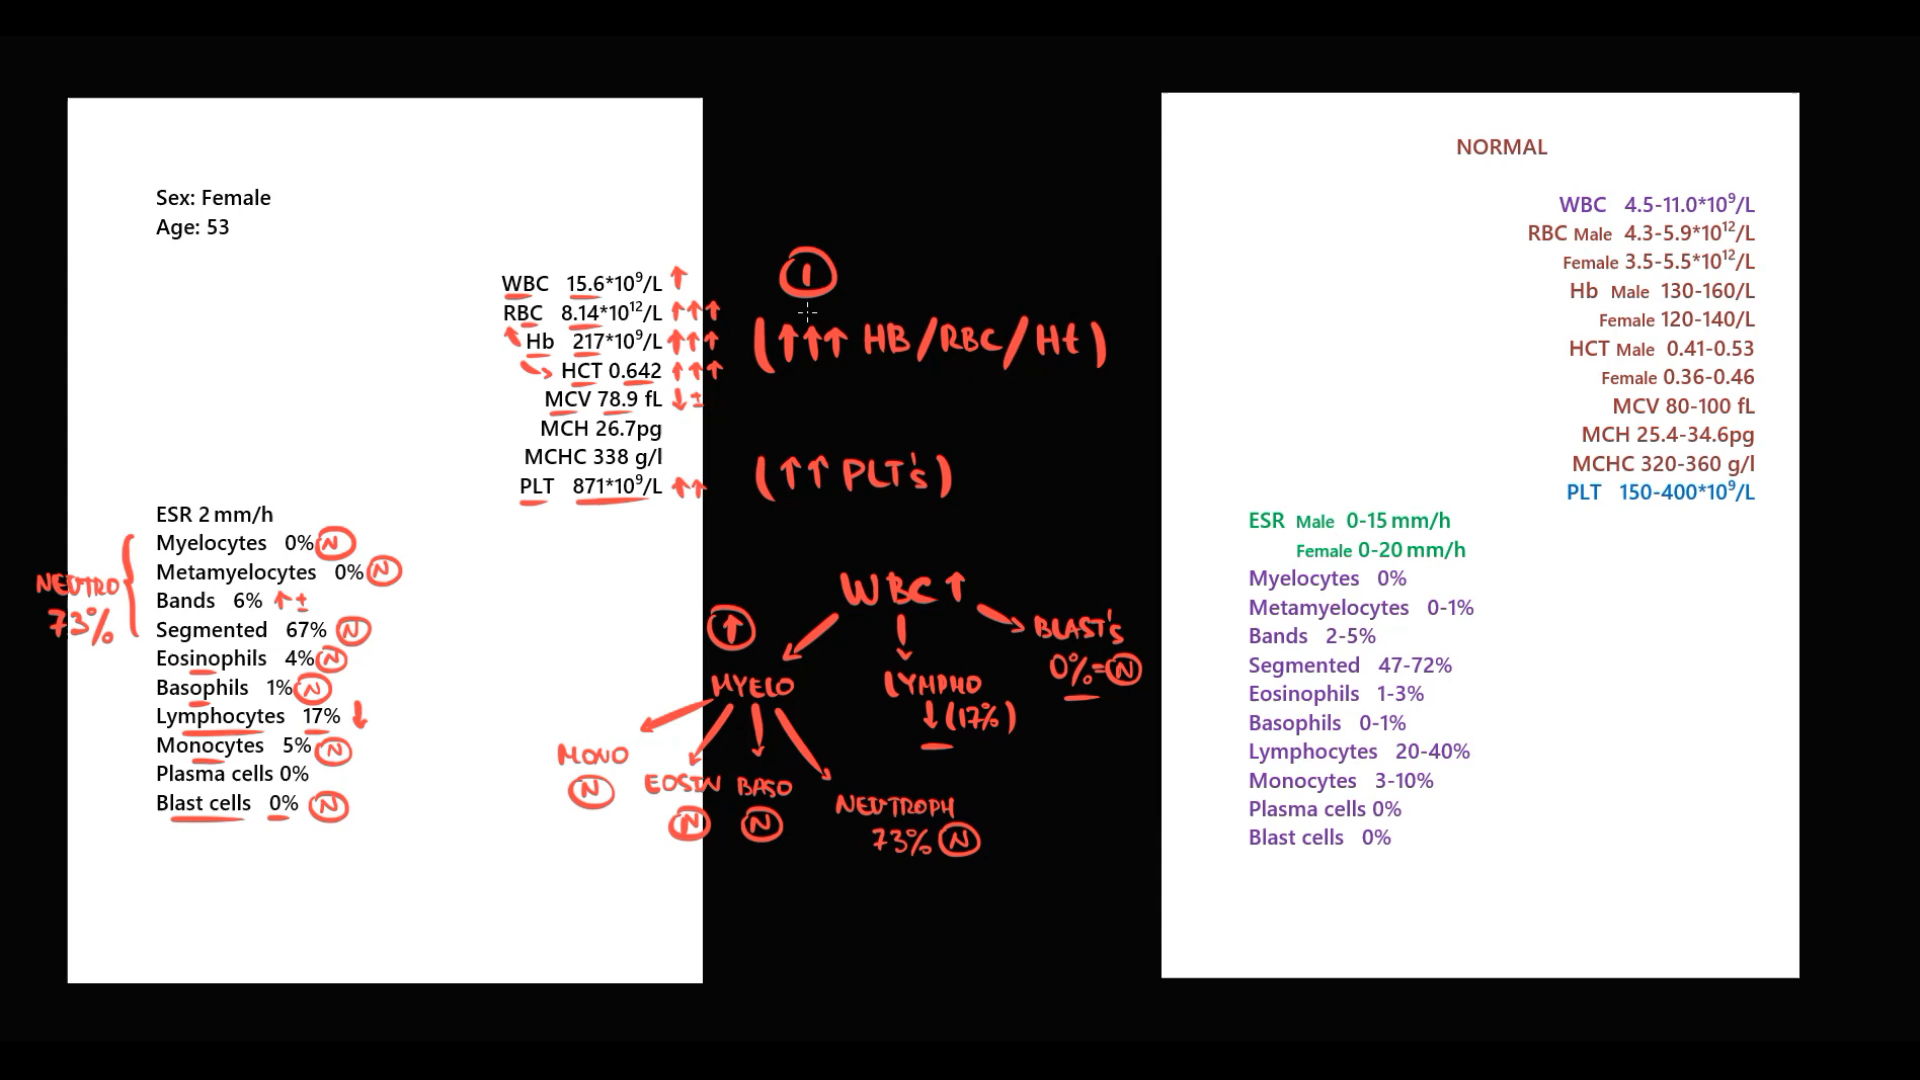 Sex: Female
Age: 53
WBC 15.6*10⁹/L ↑
RBC 8.14*10¹²/L ↑↑↑
Hb 217*10⁹/L ↑↑↑
HCT 0.642 ↑↑↑
MCV 78.9 fL ↓±
MCH 26.7pg
MCHC 338 g/l
PLT 871*10⁹/L ↑↑
ESR 2 mm/h
Myelocytes 0% N
Metamyelocytes 0% N
Bands 6% ↑±
Segmented 67% N
Eosinophils 4% N
Basophils 1% N
Lymphocytes 17% ↓
Monocytes 5% N
Plasma cells 0%
Blast cells 0% N
NEUTRO
73%
1
(↑↑↑ HB/RBC/Ht)
(↑↑ PLT's)
WBC ↑
↑
MYELO
LYMPHO
↓(17%)
BLAST's
0%=N
MONO
N
EOSIN
N
BASO
N
NEUTROPH
73% N
NORMAL
WBC 4.5-11.0*10⁹/L
RBC Male 4.3-5.9*10¹²/L
Female 3.5-5.5*10¹²/L
Hb Male 130-160/L
Female 120-140/L
HCT Male 0.41-0.53
Female 0.36-0.46
MCV 80-100 fL
MCH 25.4-34.6pg
MCHC 320-360 g/l
PLT 150-400*10⁹/L
ESR Male 0-15 mm/h
Female 0-20 mm/h
Myelocytes 0%
Metamyelocytes 0-1%
Bands 2-5%
Segmented 47-72%
Eosinophils 1-3%
Basophils 0-1%
Lymphocytes 20-40%
Monocytes 3-10%
Plasma cells 0%
Blast cells 0%